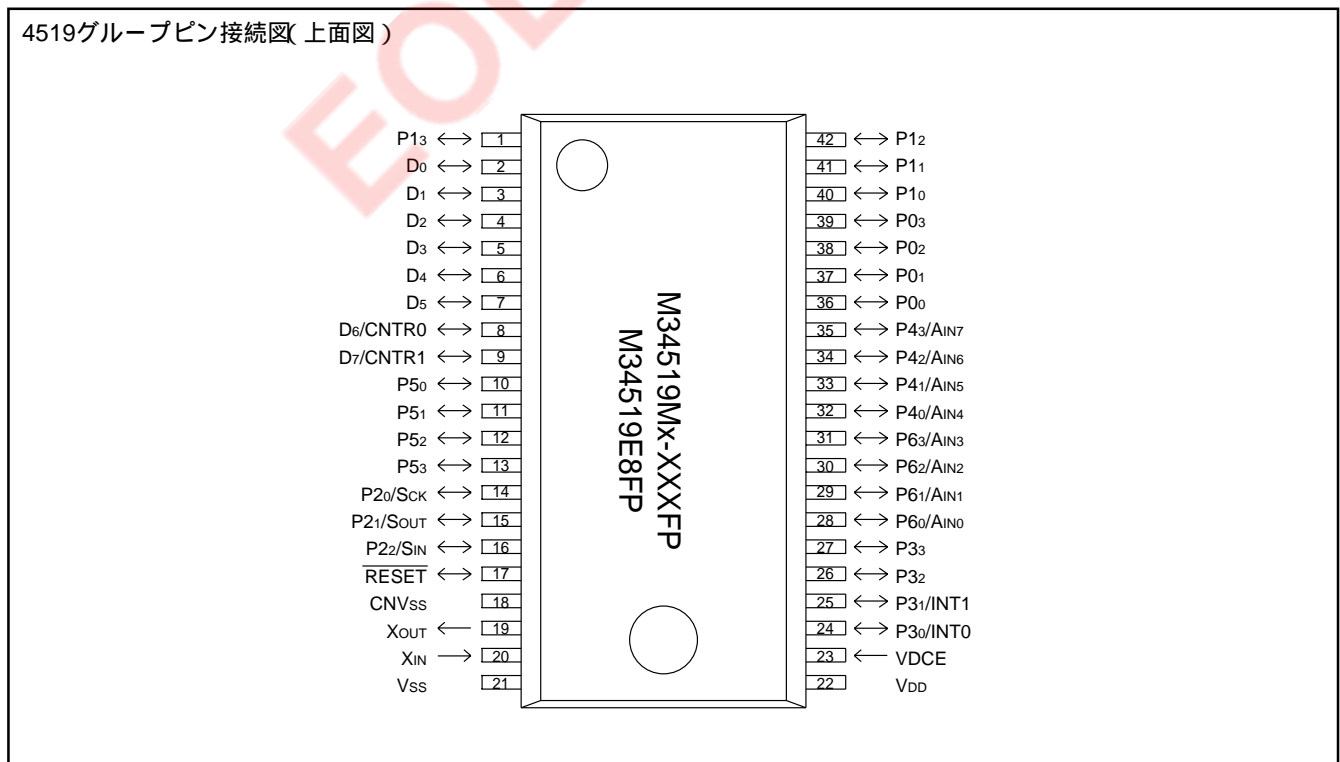 4519グループピン接続図(上面図)
P13 1 42 P12
D0 2 41 P11
D1 3 40 P10
D2 4 39 P03
D3 5 38 P02
D4 6 37 P01
D5 7 36 P00
D6/CNTR0 8 35 P43/AIN7
D7/CNTR1 9 34 P42/AIN6
P50 10 33 P41/AIN5
P51 11 32 P40/AIN4
P52 12 31 P63/AIN3
P53 13 30 P62/AIN2
P20/SCK 14 29 P61/AIN1
P21/SOUT 15 28 P60/AIN0
P22/SIN 16 27 P33
RESET 17 26 P32
CNVSS 18 25 P31/INT1
XOUT 19 24 P30/INT0
XIN 20 23 VDCE
VSS 21 22 VDD
M34519Mx-XXXFP
M34519E8FP